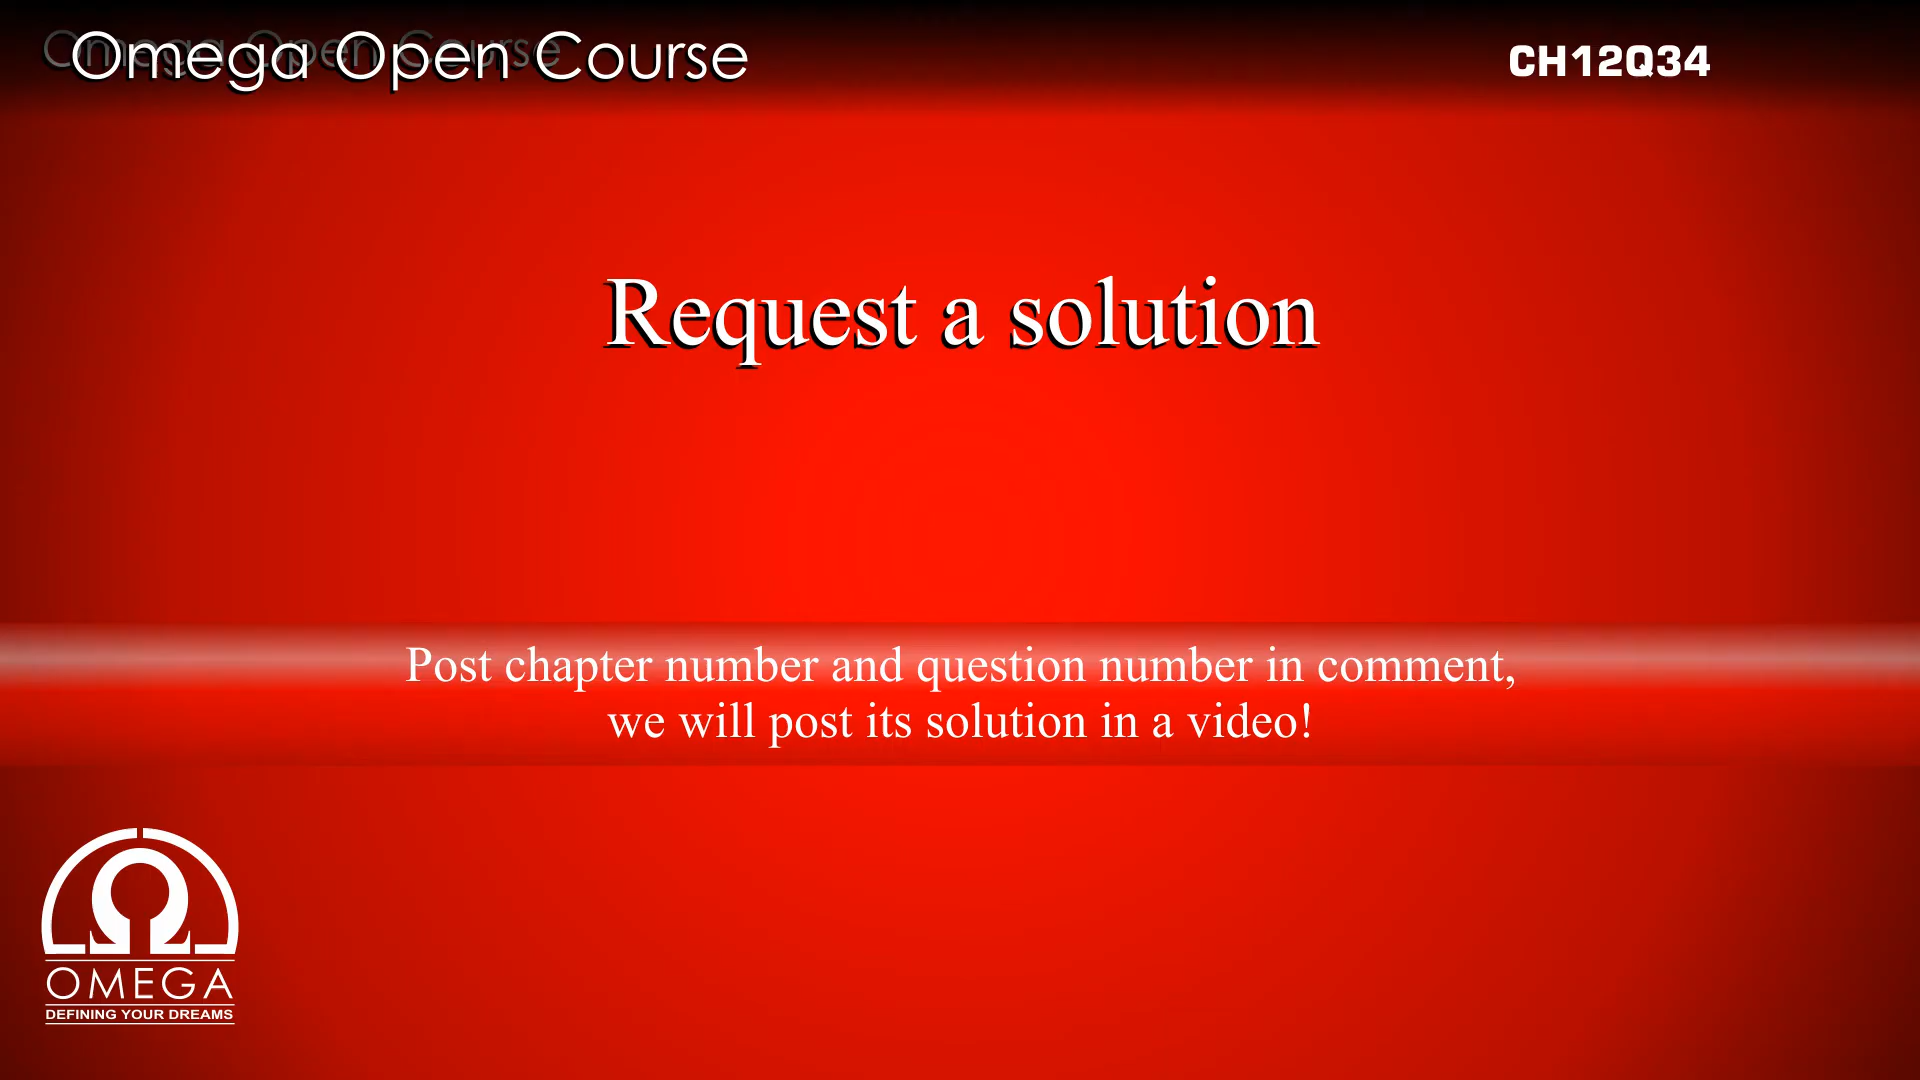 Omega Open Course
CH12Q34
Request a solution
Post chapter number and question number in comment,
we will post its solution in a video!
OMEGA
DEFINING YOUR DREAMS